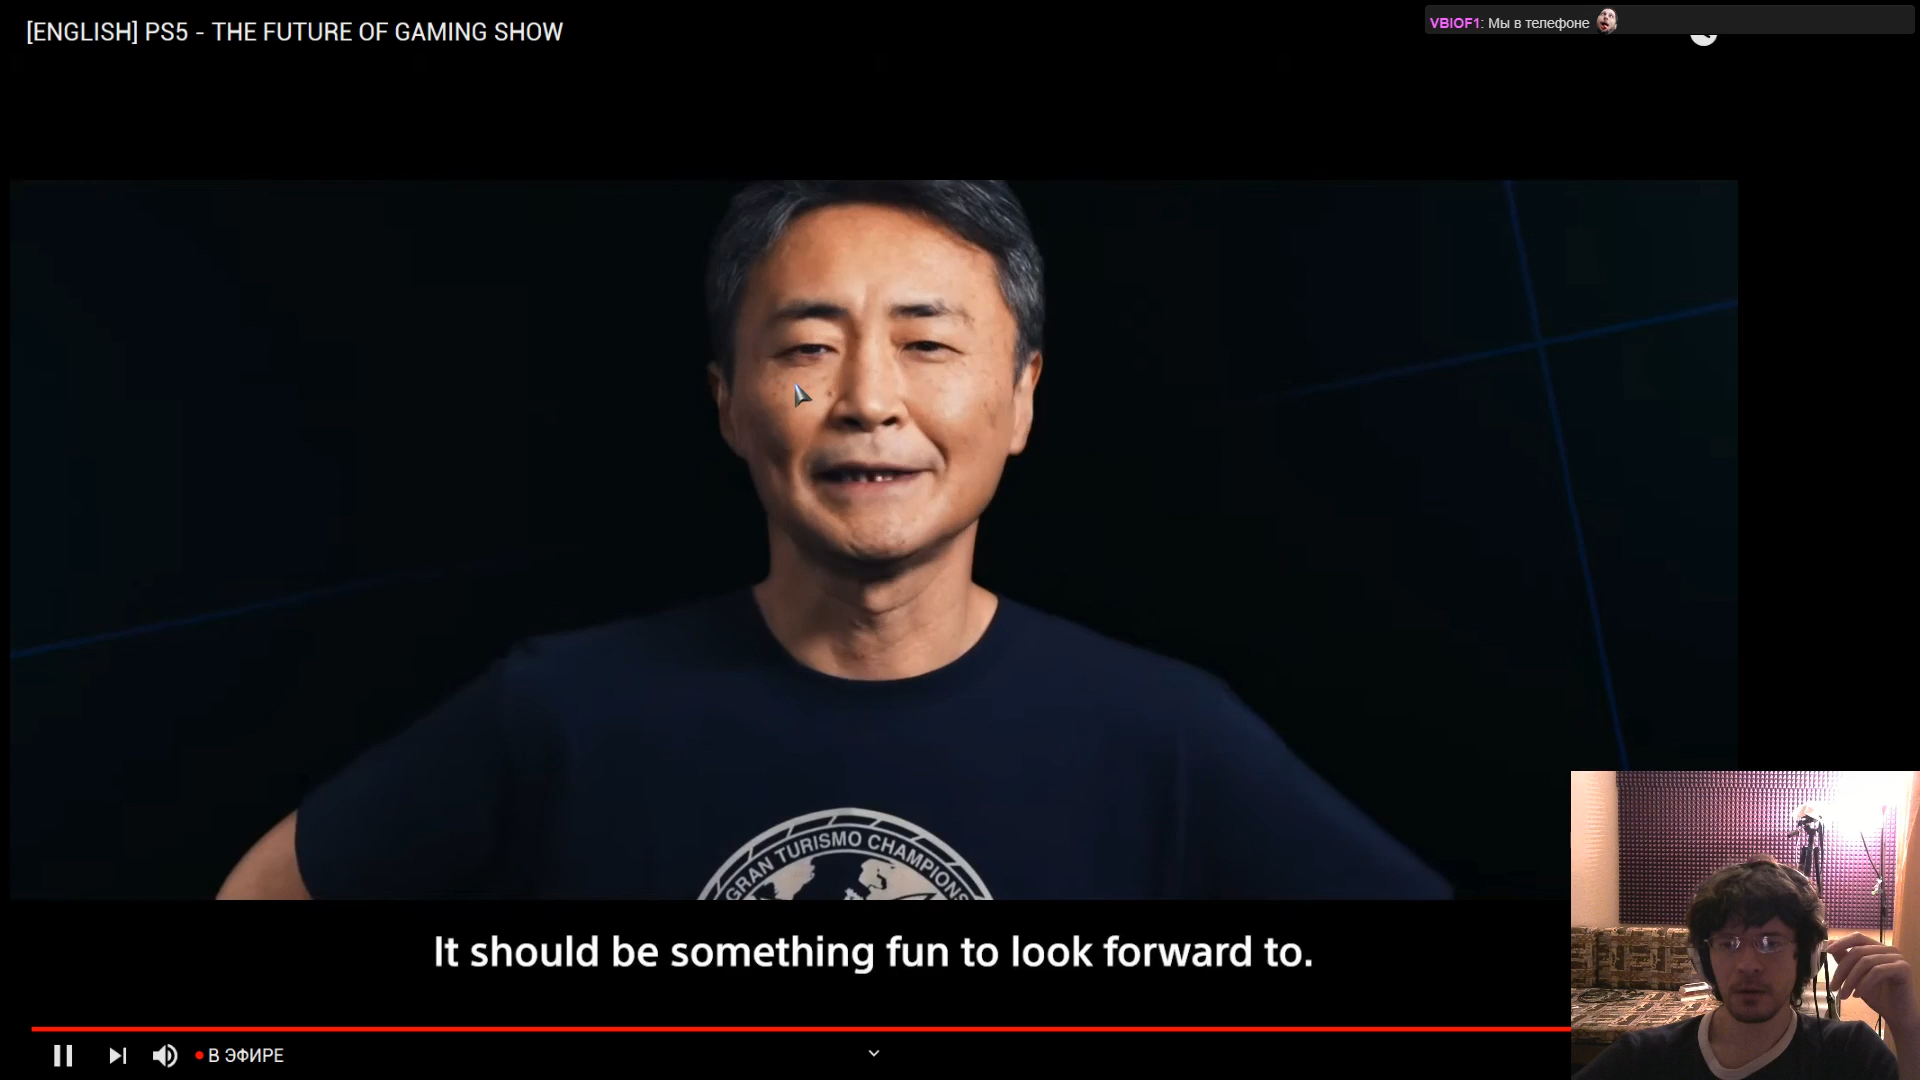 [ENGLISH] PS5 - THE FUTURE OF GAMING SHOW
VBIOF1: Мы в телефоне
GRAN TURISMO CHAMPIONS
It should be something fun to look forward to.
В ЭФИРЕ